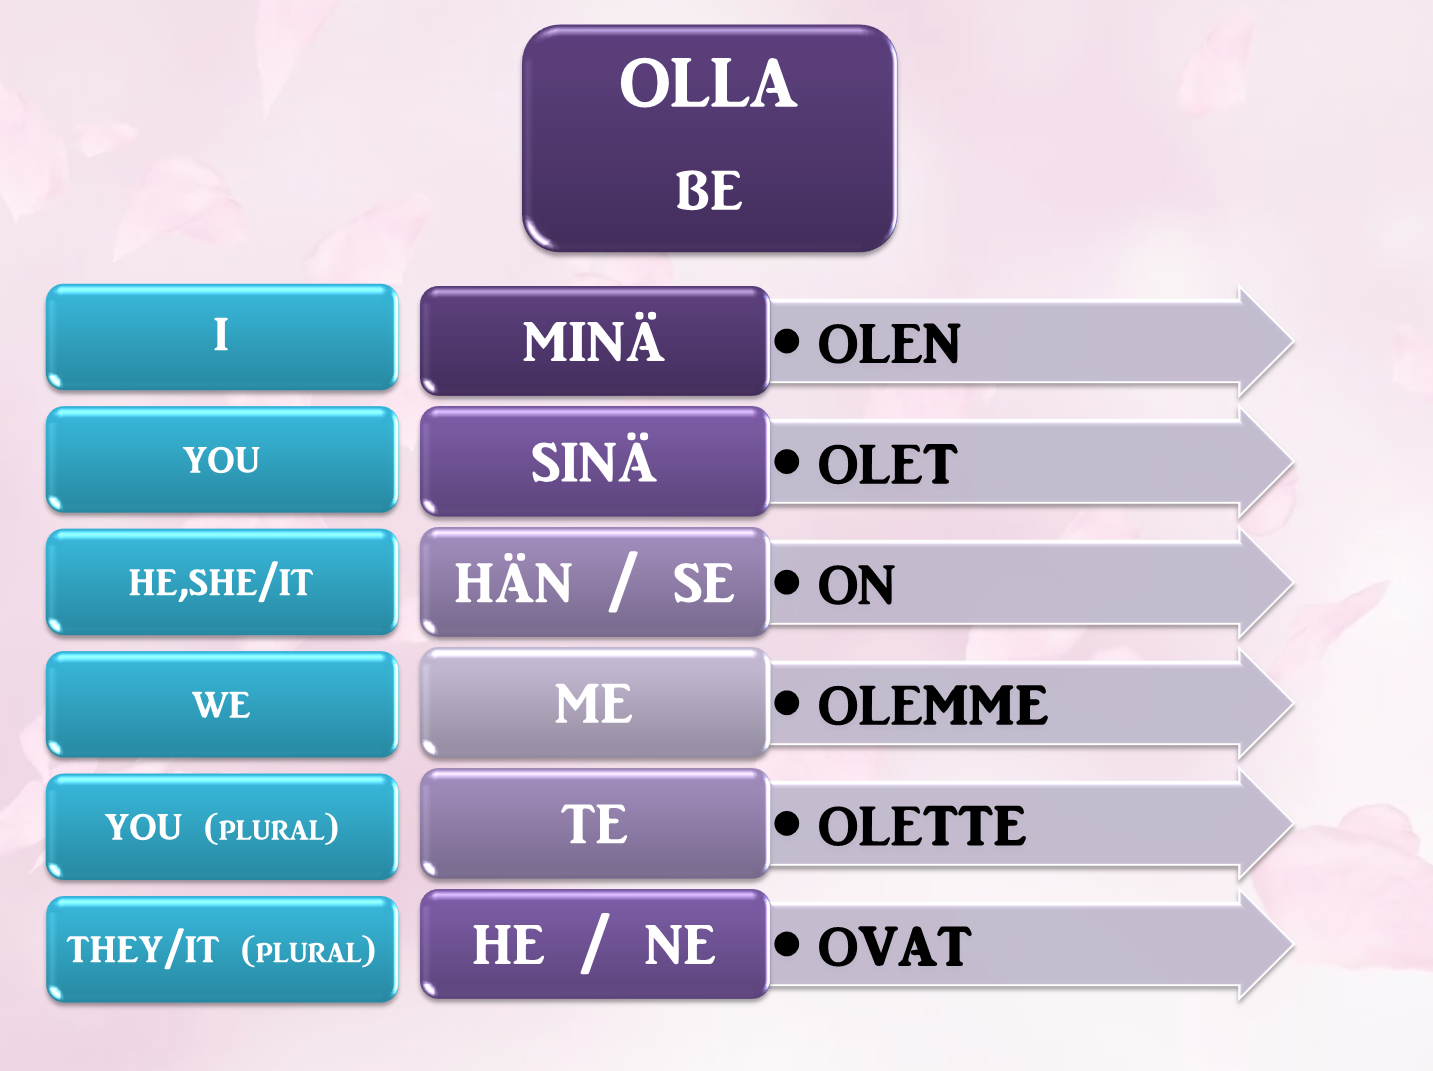 OLLA
BE
I MINÄ • OLEN
YOU SINÄ • OLET
HE,SHE/IT HÄN / SE • ON
WE ME • OLEMME
YOU (PLURAL) TE • OLETTE
THEY/IT (PLURAL) HE / NE • OVAT